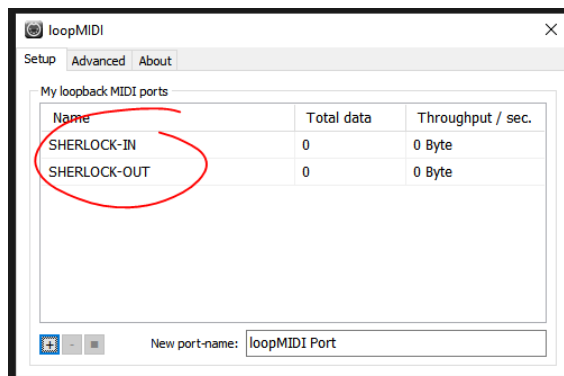 loopMIDI
Setup Advanced About
My loopback MIDI ports
Name Total data Throughput / sec.
SHERLOCK-IN 0 0 Byte
SHERLOCK-OUT 0 0 Byte
New port-name: loopMIDI Port